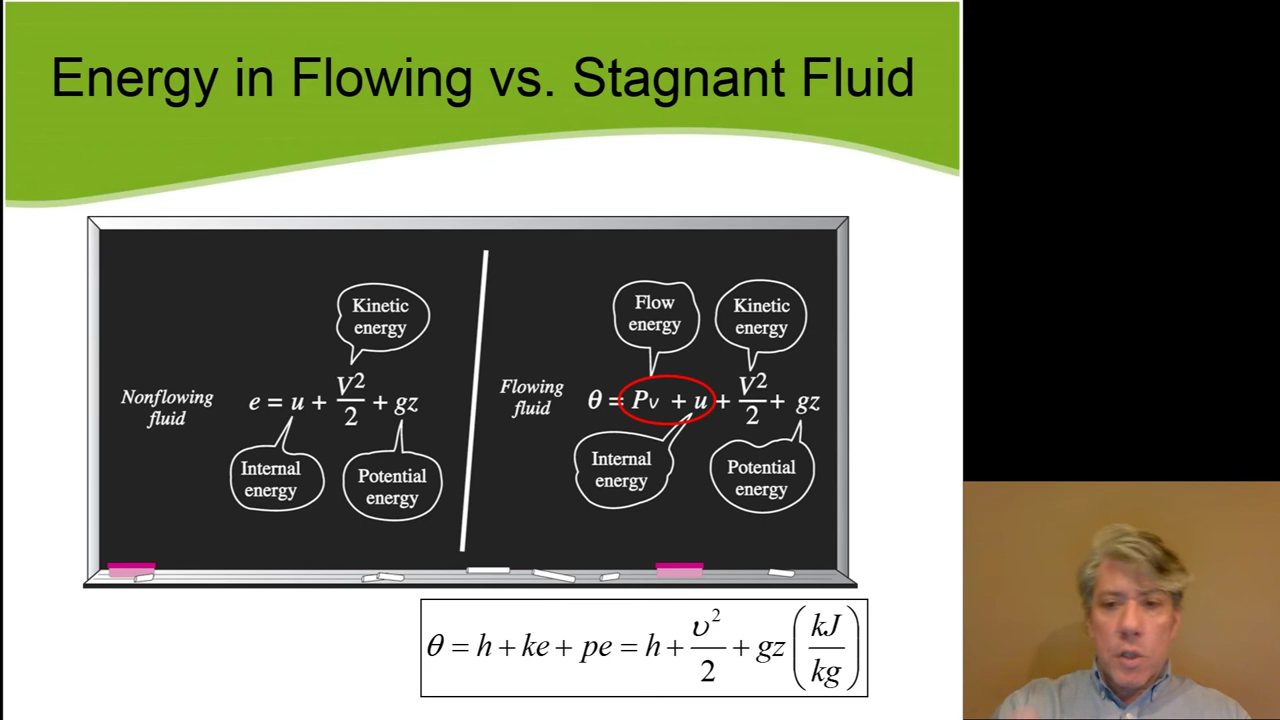 Energy in Flowing vs. Stagnant Fluid
Kinetic
energy
Nonflowing
fluid
e = u + V²/2 + gz
Internal
energy
Potential
energy
Flow
energy
Kinetic
energy
Flowing
fluid
θ = Pν + u + V²/2 + gz
Internal
energy
Potential
energy
θ = h + ke + pe = h + υ²/2 + gz (kJ/kg)